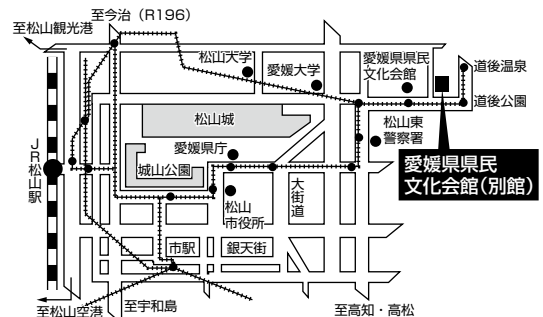 至今治（R196）
至松山観光港
松山大学
愛媛大学
愛媛県県民
文化会館
道後温泉
道後公園
松山城
松山東
警察署
愛媛県庁
城山公園
JR松山駅
愛媛県県民
文化会館(別館)
大街道
松山
市役所
市駅
銀天街
至松山空港
至宇和島
至高知・高松